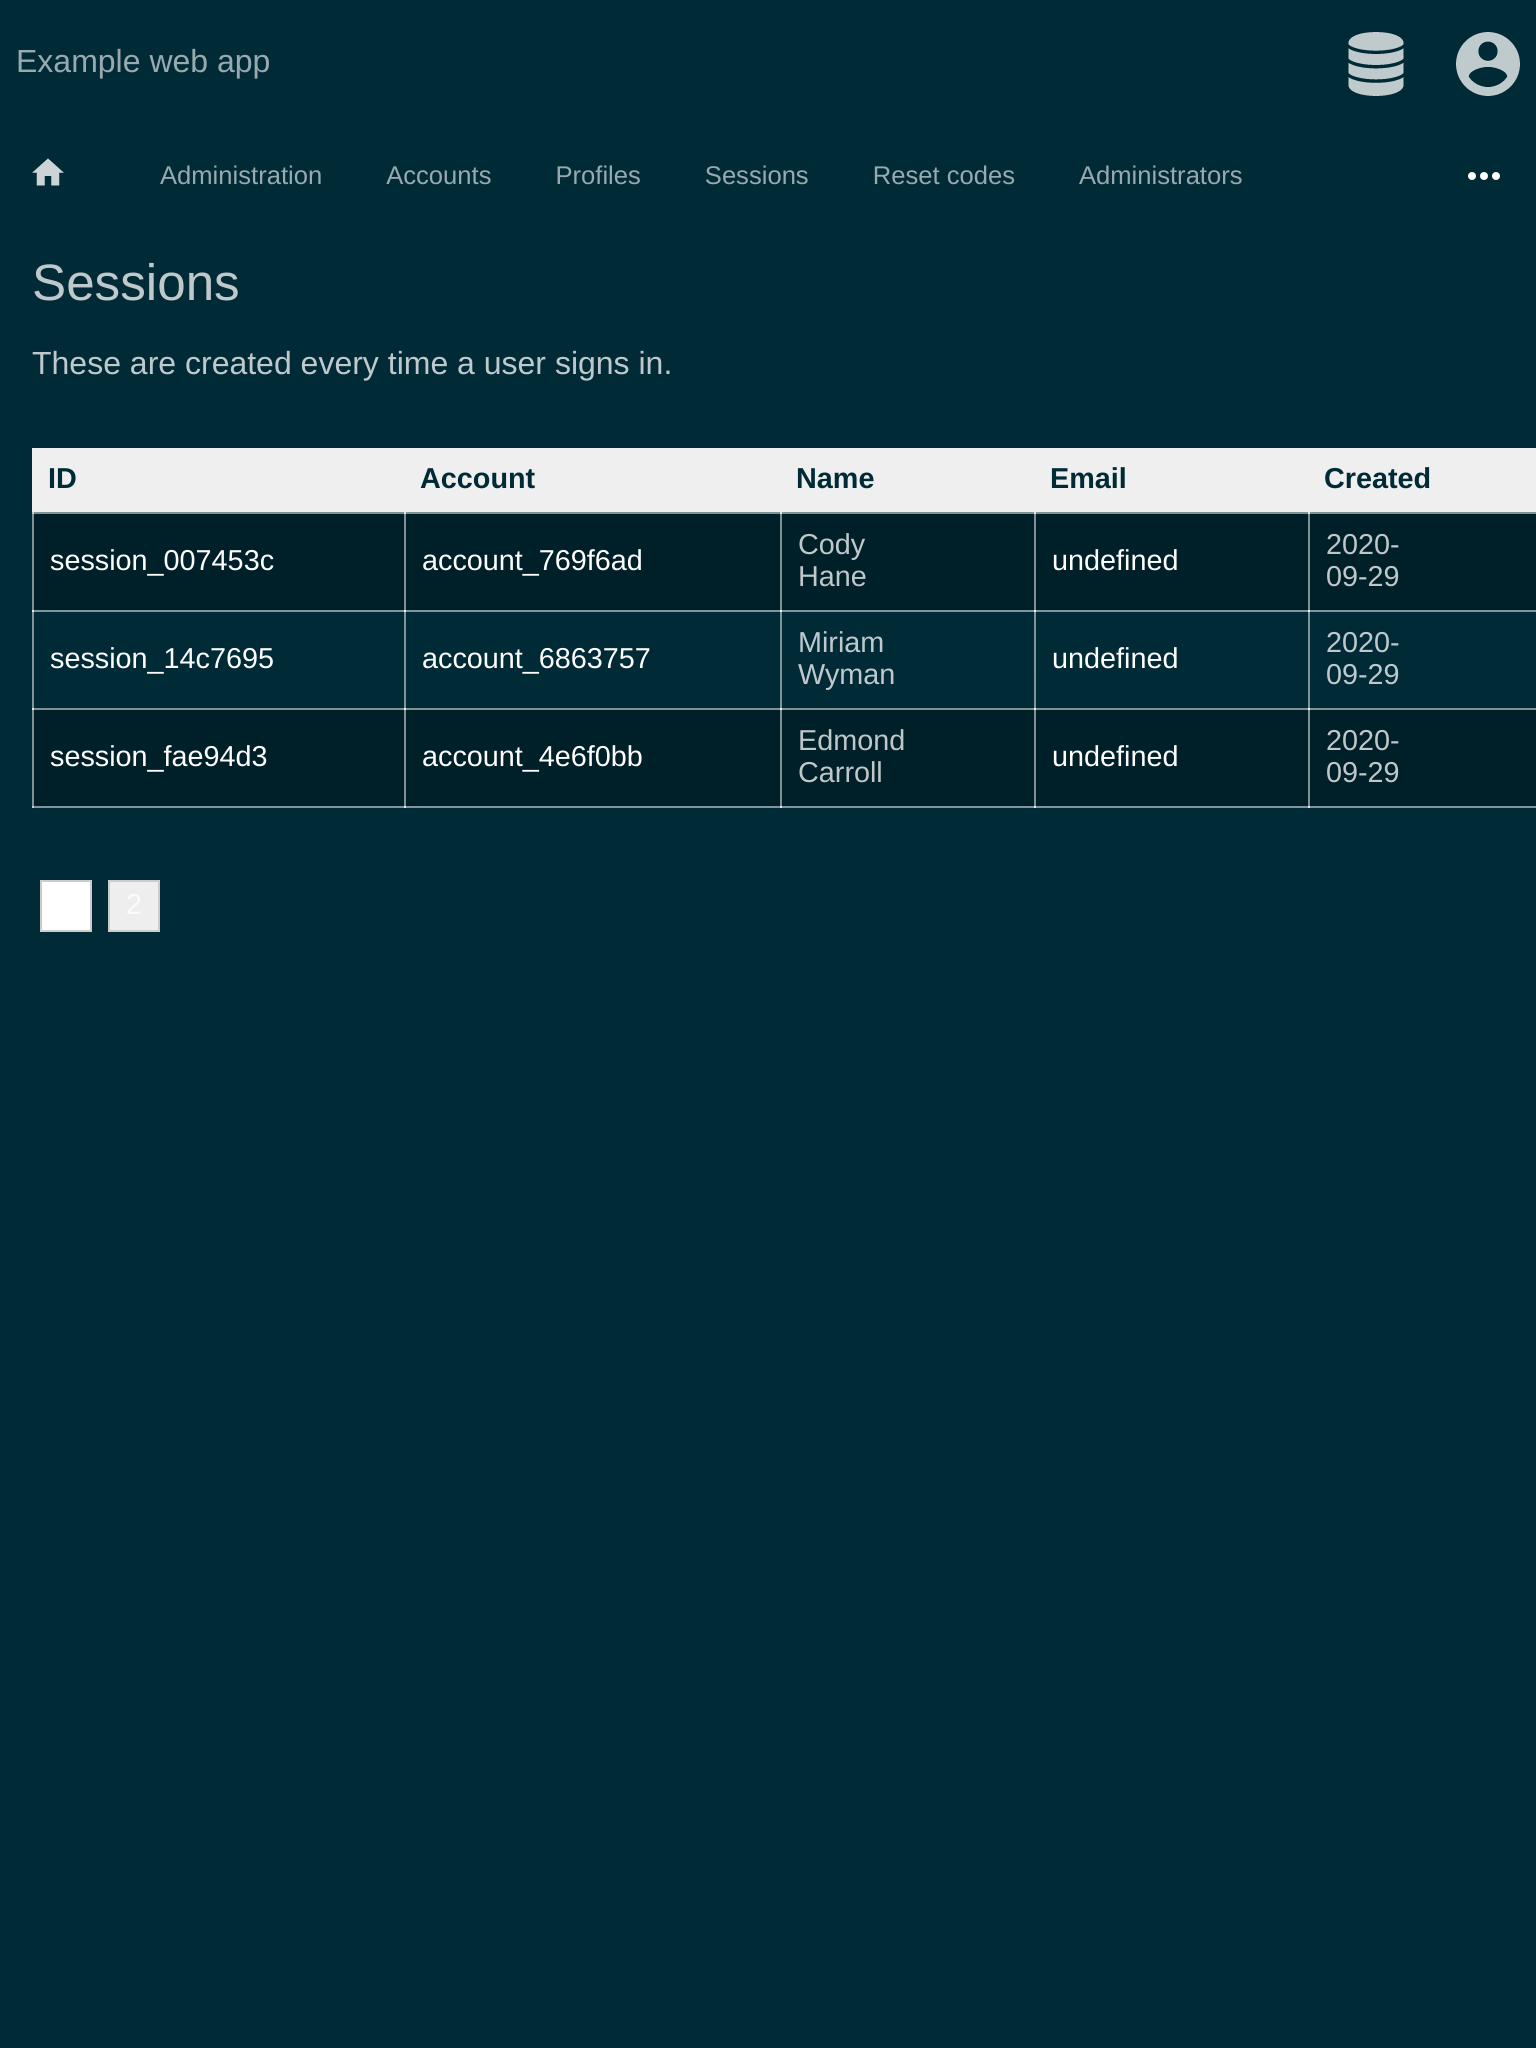 Example web app
Administration Accounts Profiles Sessions Reset codes Administrators
Sessions
These are created every time a user signs in.
ID Account Name Email Created
session_007453c account_769f6ad Cody Hane undefined 2020-09-29
session_14c7695 account_6863757 Miriam Wyman undefined 2020-09-29
session_fae94d3 account_4e6f0bb Edmond Carroll undefined 2020-09-29
2